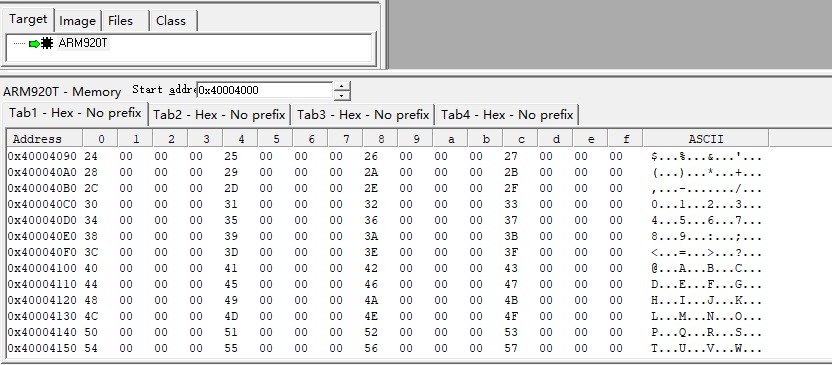 Target Image Files Class
ARM920T
ARM920T - Memory Start addre 0x40004000
Tab1 - Hex - No prefix Tab2 - Hex - No prefix Tab3 - Hex - No prefix Tab4 - Hex - No prefix
Address 0 1 2 3 4 5 6 7 8 9 a b c d e f ASCII
0x40004090 24 00 00 00 25 00 00 00 26 00 00 00 27 00 00 00 $...%...&...'...
0x400040A0 28 00 00 00 29 00 00 00 2A 00 00 00 2B 00 00 00 (...)...*...+...
0x400040B0 2C 00 00 00 2D 00 00 00 2E 00 00 00 2F 00 00 00 ,...-......./...
0x400040C0 30 00 00 00 31 00 00 00 32 00 00 00 33 00 00 00 0...1...2...3...
0x400040D0 34 00 00 00 35 00 00 00 36 00 00 00 37 00 00 00 4...5...6...7...
0x400040E0 38 00 00 00 39 00 00 00 3A 00 00 00 3B 00 00 00 8...9...:...;...
0x400040F0 3C 00 00 00 3D 00 00 00 3E 00 00 00 3F 00 00 00 <...=...>...?...
0x40004100 40 00 00 00 41 00 00 00 42 00 00 00 43 00 00 00 @...A...B...C...
0x40004110 44 00 00 00 45 00 00 00 46 00 00 00 47 00 00 00 D...E...F...G...
0x40004120 48 00 00 00 49 00 00 00 4A 00 00 00 4B 00 00 00 H...I...J...K...
0x40004130 4C 00 00 00 4D 00 00 00 4E 00 00 00 4F 00 00 00 L...M...N...O...
0x40004140 50 00 00 00 51 00 00 00 52 00 00 00 53 00 00 00 P...Q...R...S...
0x40004150 54 00 00 00 55 00 00 00 56 00 00 00 57 00 00 00 T...U...V...W...